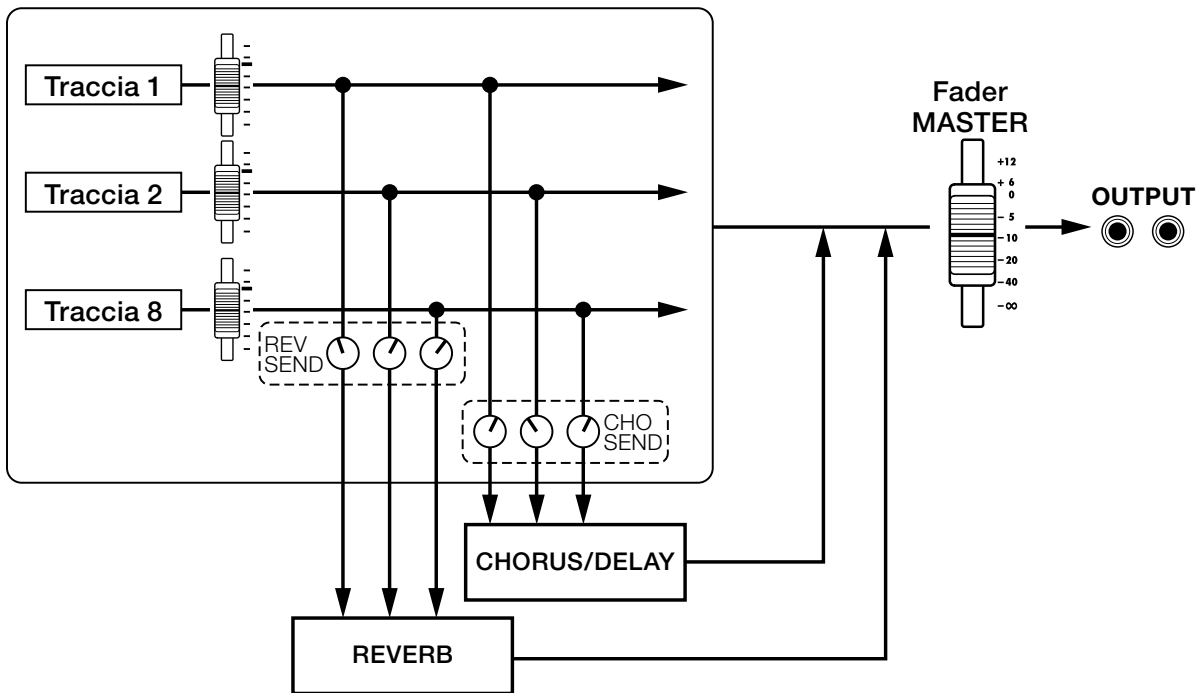 Traccia 1
Traccia 2
Traccia 8
REV
SEND
CHO
SEND
CHORUS/DELAY
REVERB
Fader
MASTER
+12
+ 6
0
- 5
-10
-20
-40
-∞
OUTPUT